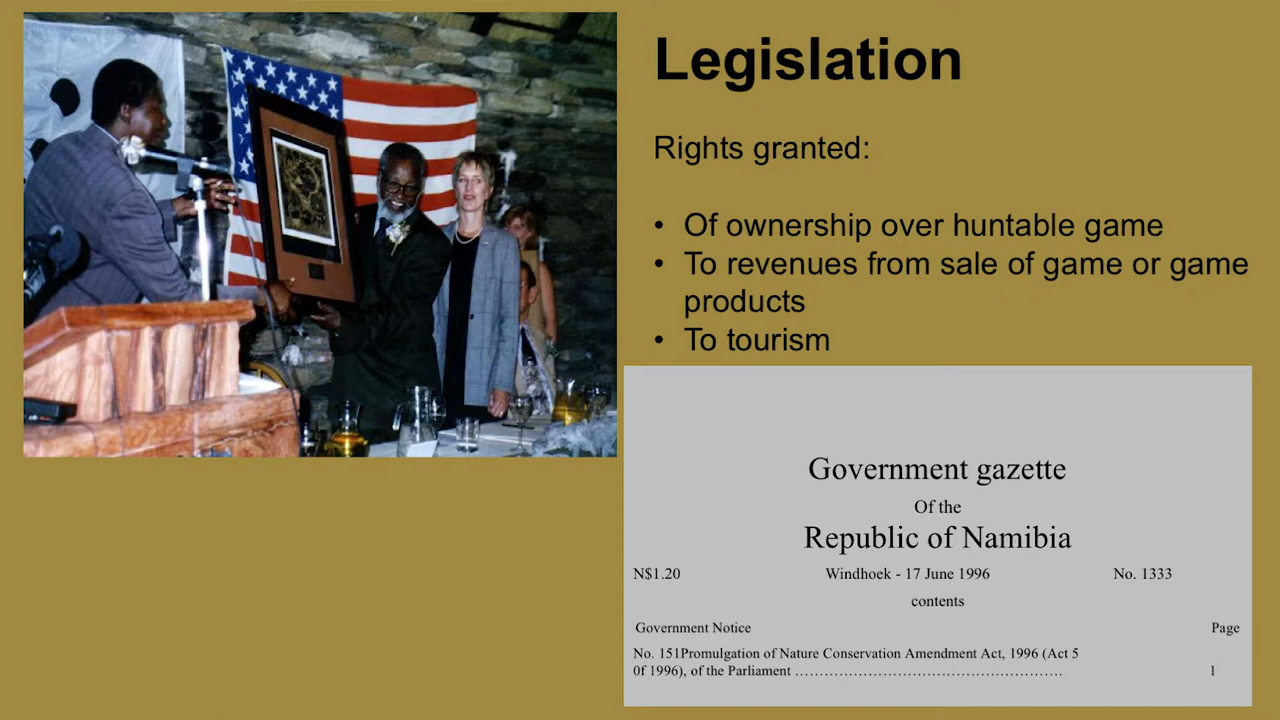 Legislation
Rights granted:
• Of ownership over huntable game
• To revenues from sale of game or game
products
• To tourism
Government gazette
Of the
Republic of Namibia
N$1.20 Windhoek - 17 June 1996 No. 1333
contents
Government Notice Page
No. 151Promulgation of Nature Conservation Amendment Act, 1996 (Act 5
0f 1996), of the Parliament ………………………………………………. 1